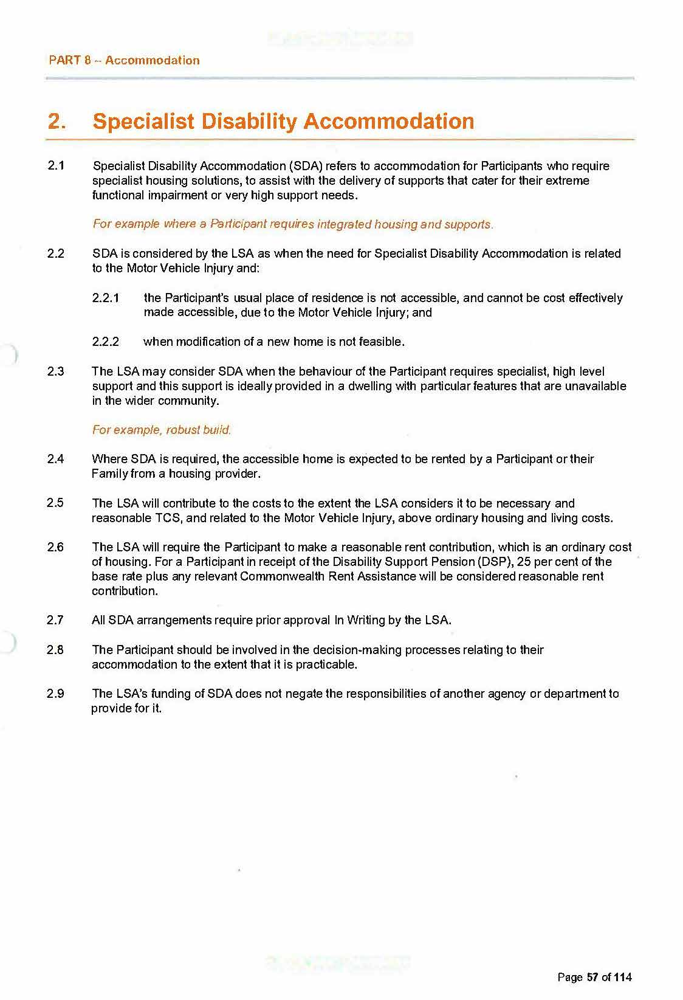 PART 8 – Accommodation
2. Specialist Disability Accommodation
2.1 Specialist Disability Accommodation (SDA) refers to accommodation for Participants who require
specialist housing solutions, to assist with the delivery of supports that cater for their extreme
functional impairment or very high support needs.
For example where a Participant requires integrated housing and supports.
2.2 SDA is considered by the LSA as when the need for Specialist Disability Accommodation is related
to the Motor Vehicle Injury and:
2.2.1 the Participant's usual place of residence is not accessible, and cannot be cost effectively
made accessible, due to the Motor Vehicle Injury; and
2.2.2 when modification of a new home is not feasible.
2.3 The LSA may consider SDA when the behaviour of the Participant requires specialist, high level
support and this support is ideally provided in a dwelling with particular features that are unavailable
in the wider community.
For example, robust build.
2.4 Where SDA is required, the accessible home is expected to be rented by a Participant or their
Family from a housing provider.
2.5 The LSA will contribute to the costs to the extent the LSA considers it to be necessary and
reasonable TCS, and related to the Motor Vehicle Injury, above ordinary housing and living costs.
2.6 The LSA will require the Participant to make a reasonable rent contribution, which is an ordinary cost
of housing. For a Participant in receipt of the Disability Support Pension (DSP), 25 per cent of the
base rate plus any relevant Commonwealth Rent Assistance will be considered reasonable rent
contribution.
2.7 All SDA arrangements require prior approval In Writing by the LSA.
2.8 The Participant should be involved in the decision-making processes relating to their
accommodation to the extent that it is practicable.
2.9 The LSA's funding of SDA does not negate the responsibilities of another agency or department to
provide for it.
Page 57 of 114